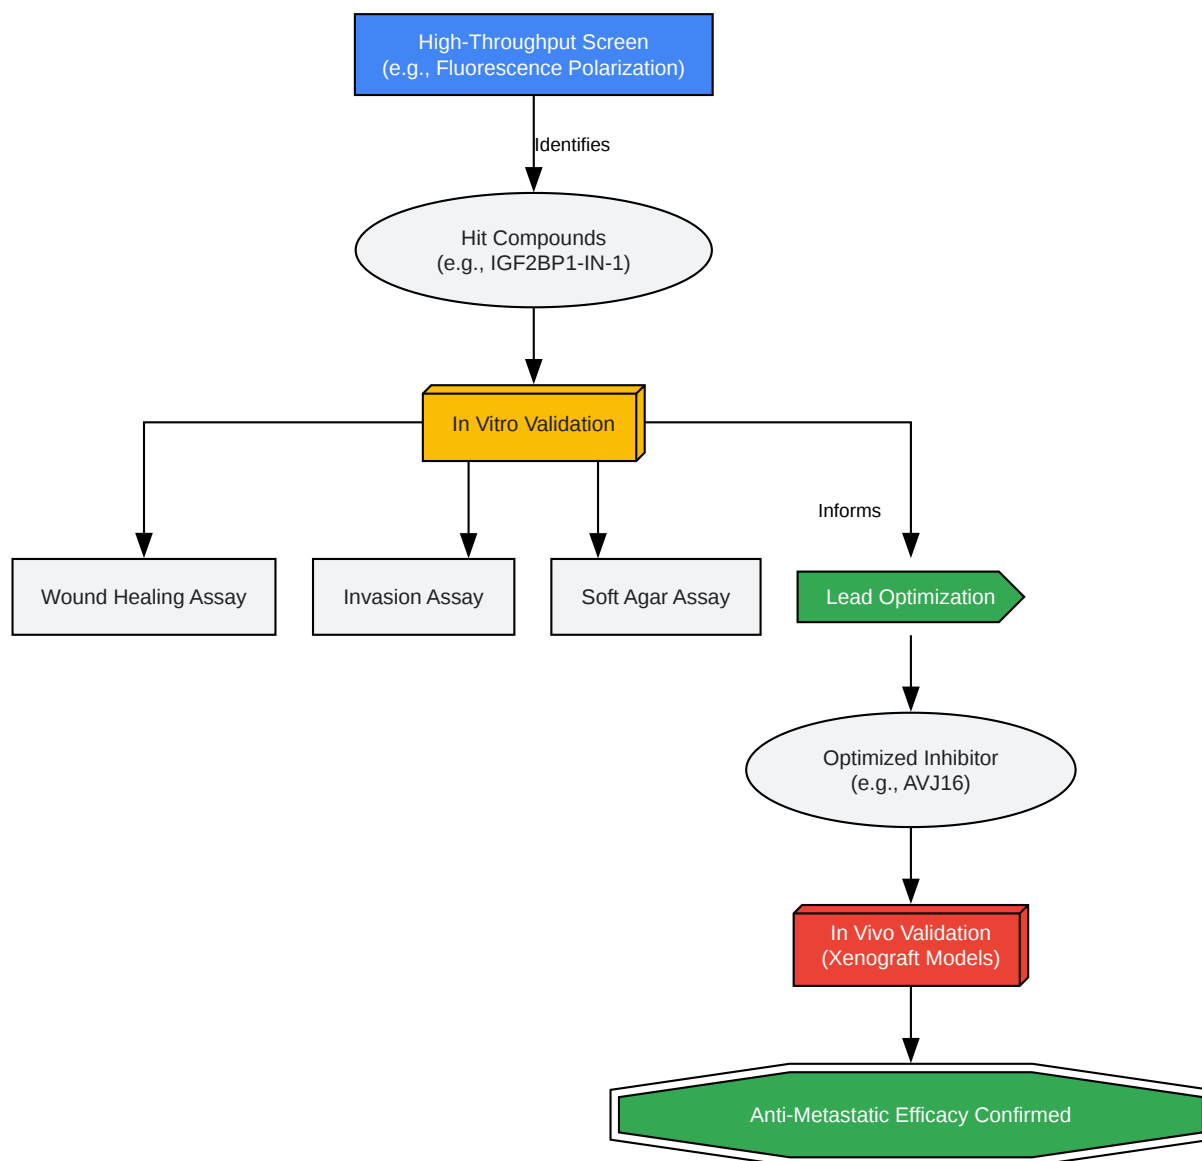 High-Throughput Screen
(e.g., Fluorescence Polarization)
Identifies
Hit Compounds
(e.g., IGF2BP1-IN-1)
In Vitro Validation
Informs
Wound Healing Assay
Invasion Assay
Soft Agar Assay
Lead Optimization
Optimized Inhibitor
(e.g., AVJ16)
In Vivo Validation
(Xenograft Models)
Anti-Metastatic Efficacy Confirmed